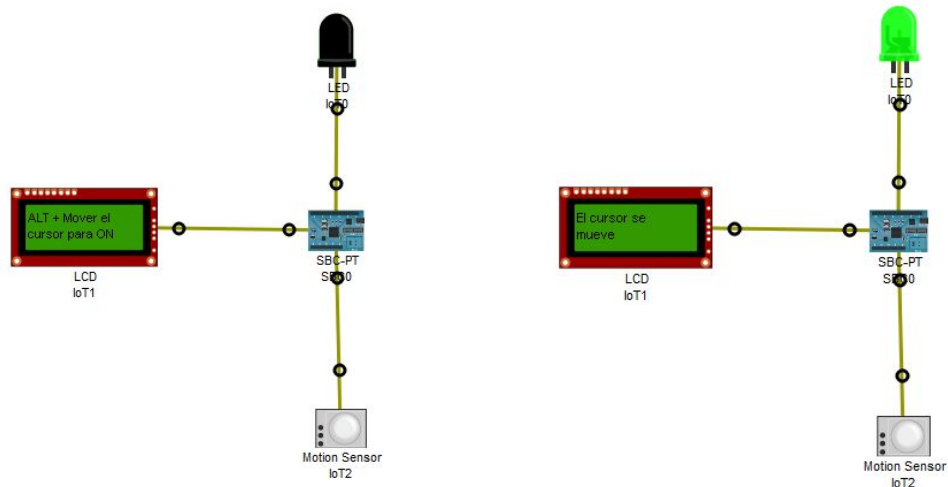 LED
IoT0
ALT + Mover el
cursor para ON
LCD
IoT1
SBC-PT
Motion Sensor
IoT2
LED
IoT0
El cursor se
mueve
LCD
IoT1
SBC-PT
Motion Sensor
IoT2